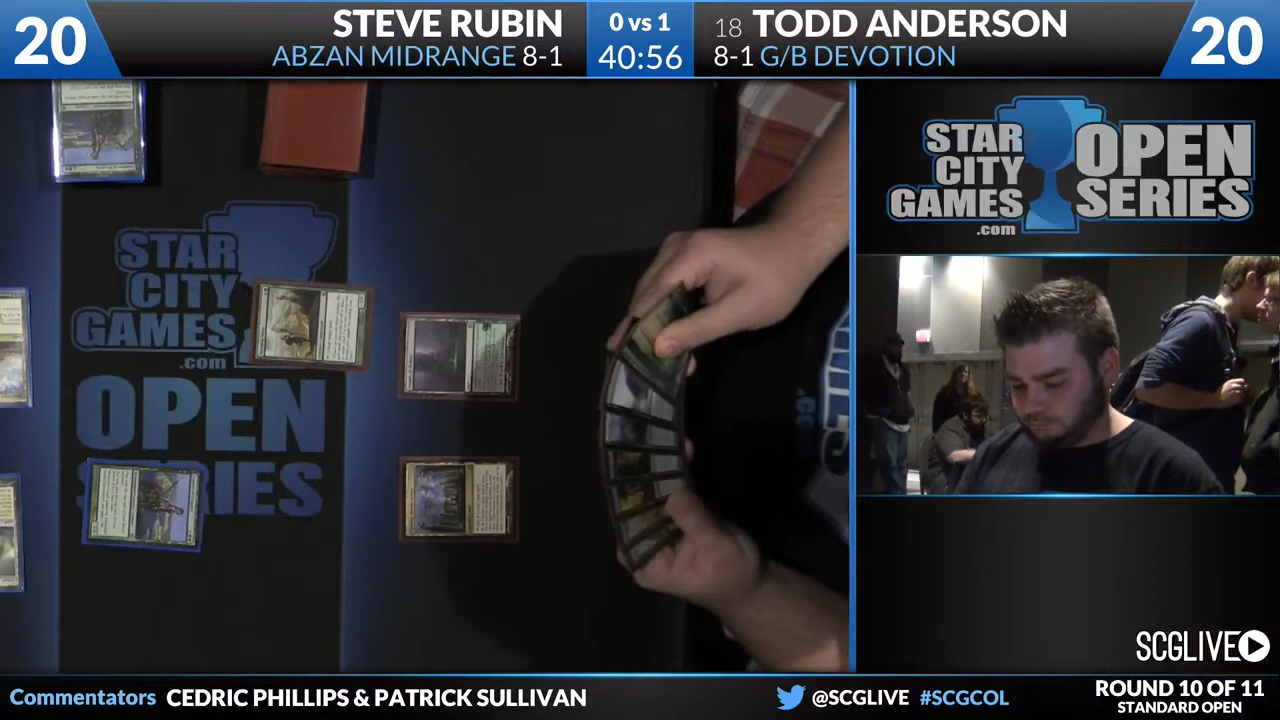 20
STEVE RUBIN
ABZAN MIDRANGE 8-1
0 vs 1
40:56
18 TODD ANDERSON
8-1 G/B DEVOTION
20
STAR
CITY
GAMES
.com
OPEN
SERIES
STAR
CITY
GAMES
.com
OPEN
SERIES
SCGLIVE
Commentators CEDRIC PHILLIPS & PATRICK SULLIVAN
@SCGLIVE #SCGCOL
ROUND 10 OF 11
STANDARD OPEN